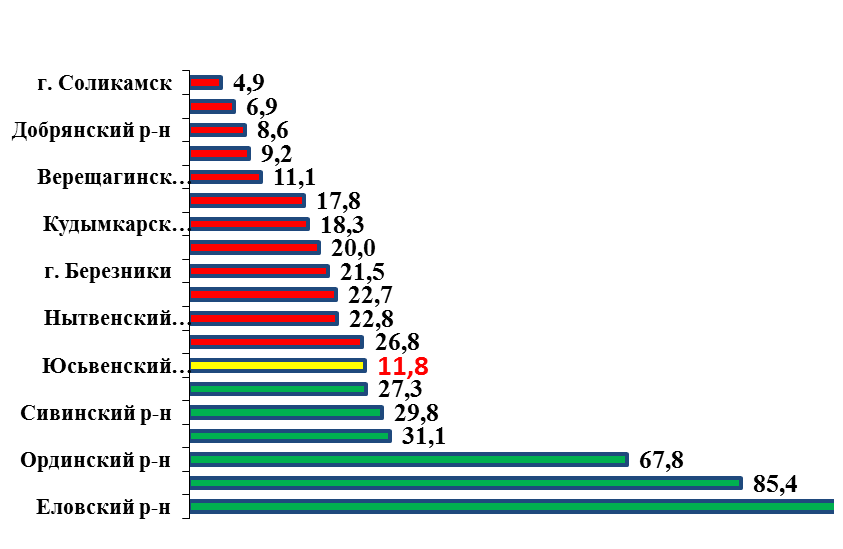 г. Соликамск 4,9
6,9
Добрянский р-н 8,6
9,2
Верещагинск… 11,1
17,8
Кудымкарск… 18,3
20,0
г. Березники 21,5
22,7
Нытвенский… 22,8
26,8
Юсьвенский… 11,8
27,3
Сивинский р-н 29,8
31,1
Ординский р-н 67,8
85,4
Еловский р-н